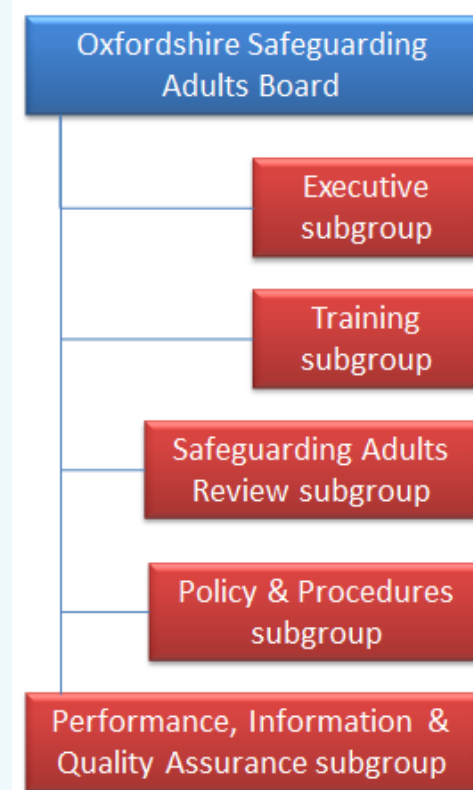 Oxfordshire Safeguarding
Adults Board
Executive
subgroup
Training
subgroup
Safeguarding Adults
Review subgroup
Policy & Procedures
subgroup
Performance, Information &
Quality Assurance subgroup